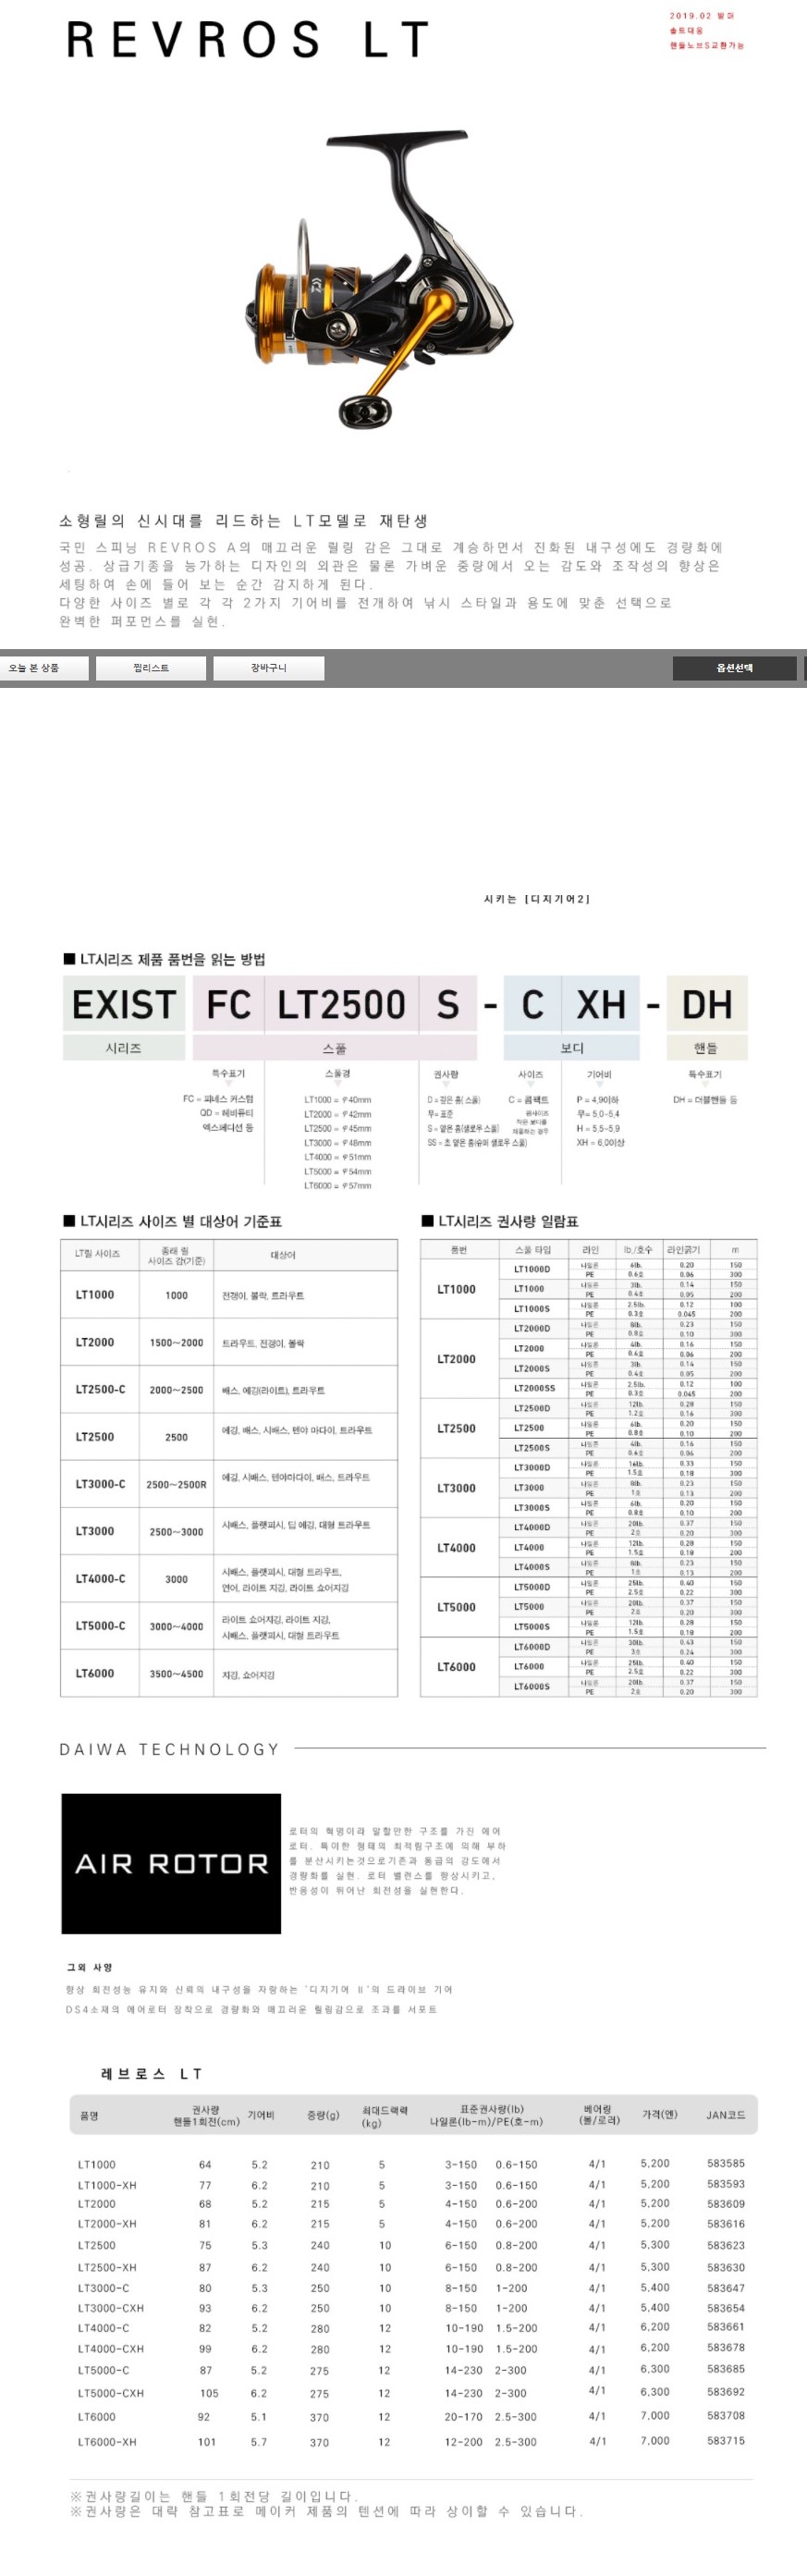 REVROS LT
2019.02 발매
솔트대응
핸들노브S교환가능
소형릴의 신시대를 리드하는 LT모델로 재탄생
국민 스피닝 REVROS A의 매끄러운 릴링 감은 그대로 계승하면서 진화된 내구성에도 경량화에
성공. 상급기종을 능가하는 디자인의 외관은 물론 가벼운 중량에서 오는 감도와 조작성의 향상은
세팅하여 손에 들어 보는 순간 감지하게 된다.
다양한 사이즈 별로 각 각 2가지 기어비를 전개하여 낚시 스타일과 용도에 맞춘 선택으로
완벽한 퍼포먼스를 실현.
오늘 본 상품 찜리스트 장바구니 옵션선택
시키는 [디지기어2]
■ LT시리즈 제품 품번을 읽는 방법
EXIST FC LT2500 S - C XH - DH
시리즈 스풀 보디 핸들
특수표기 스풀경 권사량 사이즈 기어비 특수표기
FC = 피네스 커스텀
QD = 헤비듀티
엑스페디션 등
LT1000 = φ40mm
LT2000 = φ42mm
LT2500 = φ45mm
LT3000 = φ48mm
LT4000 = φ51mm
LT5000 = φ54mm
LT6000 = φ57mm
D = 깊은 홈(스풀)
무= 표준
S = 얕은 홈(섈로우 스풀)
SS = 초 얕은 홈(슈퍼 섈로우 스풀)
C = 콤팩트
P = 4.9이하
무= 5.0-5.4
H = 5.5-5.9
XH = 6.0이상
DH = 더블핸들 등
■ LT시리즈 사이즈 별 대상어 기준표
LT릴 사이즈 종래 릴 사이즈 감(기준) 대상어
LT1000 1000 전갱이, 볼락, 트라우트
LT2000 1500~2000 트라우트, 전갱이, 볼락
LT2500-C 2000~2500 배스, 에깅(라이트), 트라우트
LT2500 2500 에깅, 배스, 시배스, 텐야 마다이, 트라우트
LT3000-C 2500~2500R 에깅, 시배스, 텐야마다이, 배스, 트라우트
LT3000 2500~3000 시배스, 플랫피시, 딥 에깅, 대형 트라우트
LT4000-C 3000 시배스, 플랫피시, 대형 트라우트,
연어, 라이트 지깅, 라이트 쇼어지깅
LT5000-C 3000~4000 라이트 쇼어지깅, 라이트 지깅,
시배스, 플랫피시, 대형 트라우트
LT6000 3500~4500 지깅, 쇼어지깅
■ LT시리즈 권사량 일람표
품번 스풀 타입 라인 lb./호수 라인굵기 m
LT1000
LT1000D 나일론 6lb. 0.20 150
PE 0.6호 0.06 300
LT1000 나일론 3lb. 0.14 150
PE 0.4호 0.05 200
LT1000S 나일론 2.5lb. 0.12 100
PE 0.3호 0.045 200
LT2000
LT2000D 나일론 8lb. 0.23 150
PE 0.8호 0.10 300
LT2000 나일론 4lb. 0.16 150
PE 0.6호 0.06 200
LT2000S 나일론 3lb. 0.14 150
PE 0.4호 0.05 200
LT2000SS 나일론 2.5lb. 0.12 100
PE 0.3호 0.045 200
LT2500
LT2500D 나일론 12lb. 0.28 150
PE 1.2호 0.16 300
LT2500 나일론 6lb. 0.20 150
PE 0.8호 0.10 200
LT2500S 나일론 4lb. 0.16 150
PE 0.6호 0.06 200
LT3000
LT3000D 나일론 14lb. 0.33 150
PE 1.5호 0.18 300
LT3000 나일론 8lb. 0.23 150
PE 1호 0.13 200
LT3000S 나일론 6lb. 0.20 150
PE 0.8호 0.10 200
LT4000
LT4000D 나일론 20lb. 0.37 150
PE 2호 0.20 300
LT4000 나일론 12lb. 0.28 150
PE 1.5호 0.18 200
LT4000S 나일론 8lb. 0.23 150
PE 1호 0.13 200
LT5000
LT5000D 나일론 25lb. 0.40 150
PE 2.5호 0.22 300
LT5000 나일론 20lb. 0.37 150
PE 2호 0.20 300
LT5000S 나일론 12lb. 0.28 150
PE 1.5호 0.18 200
LT6000
LT6000D 나일론 30lb. 0.43 150
PE 3호 0.24 300
LT6000 나일론 25lb. 0.40 150
PE 2.5호 0.22 300
LT6000S 나일론 20lb. 0.37 150
PE 2호 0.20 300
DAIWA TECHNOLOGY
AIR ROTOR
로터의 혁명이라 말할만한 구조를 가진 에어
로터. 특이한 형태의 최적림구조에 의해 부하
를 분산시키는것으로기존과 동급의 강도에서
경량화를 실현. 로터 밸런스를 향상시키고,
반응성이 뛰어난 회전성을 실현한다.
그외 사양
향상 회전성능 유지와 신뢰의 내구성을 자랑하는 '디지기어 II'의 드라이브 기어
DS4소재의 에어로터 장착으로 경량화와 매끄러운 릴링감으로 조과를 서포트
레브로스 LT
품명 권사량 핸들1회전(cm) 기어비 중량(g) 최대드랙력 (kg) 표준권사량(lb) 나일론(lb-m)/PE(호-m) 베어링 (볼/로러) 가격(엔) JAN코드
LT1000 64 5.2 210 5 3-150 0.6-150 4/1 5,200 583585
LT1000-XH 77 6.2 210 5 3-150 0.6-150 4/1 5,200 583593
LT2000 68 5.2 215 5 4-150 0.6-200 4/1 5,200 583609
LT2000-XH 81 6.2 215 5 4-150 0.6-200 4/1 5,200 583616
LT2500 75 5.3 240 10 6-150 0.8-200 4/1 5,300 583623
LT2500-XH 87 6.2 240 10 6-150 0.8-200 4/1 5,300 583630
LT3000-C 80 5.3 250 10 8-150 1-200 4/1 5,400 583647
LT3000-CXH 93 6.2 250 10 8-150 1-200 4/1 5,400 583654
LT4000-C 82 5.2 280 12 10-190 1.5-200 4/1 6,200 583661
LT4000-CXH 99 6.2 280 12 10-190 1.5-200 4/1 6,200 583678
LT5000-C 87 5.2 275 12 14-230 2-300 4/1 6,300 583685
LT5000-CXH 105 6.2 275 12 14-230 2-300 4/1 6,300 583692
LT6000 92 5.1 370 12 20-170 2.5-300 4/1 7,000 583708
LT6000-XH 101 5.7 370 12 12-200 2.5-300 4/1 7,000 583715
※권사량길이는 핸들 1회전당 길이입니다.
※권사량은 대략 참고표로 메이커 제품의 텐션에 따라 상이할 수 있습니다.